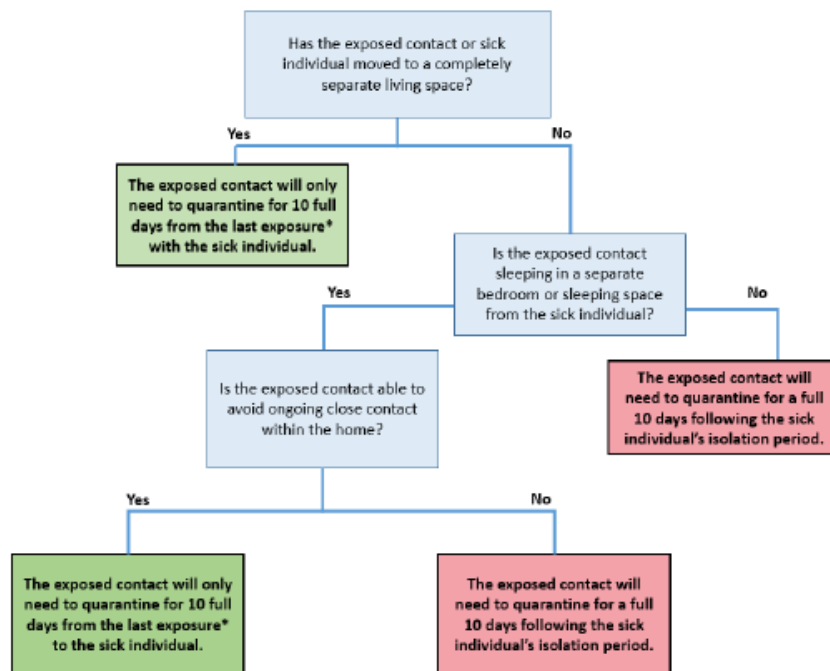 Has the exposed contact or sick
individual moved to a completely
separate living space?
Yes
No
The exposed contact will only
need to quarantine for 10 full
days from the last exposure*
with the sick individual.
Is the exposed contact
sleeping in a separate
bedroom or sleeping space
from the sick individual?
Yes
No
Is the exposed contact able to
avoid ongoing close contact
within the home?
The exposed contact will
need to quarantine for a full
10 days following the sick
individual's isolation period.
Yes
No
The exposed contact will only
need to quarantine for 10 full
days from the last exposure*
to the sick individual.
The exposed contact will
need to quarantine for a full
10 days following the sick
individual's isolation period.